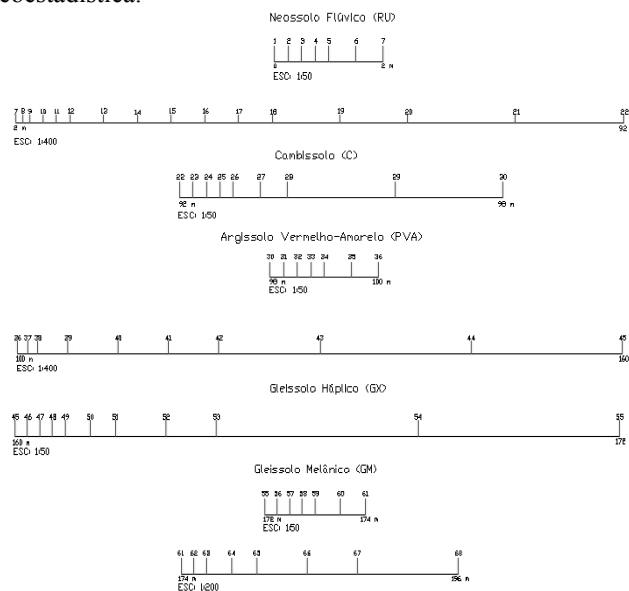 Neossolo Flúvico (RU)
1 2 3 4 5 6 7
0 2 M
ESC: 1:50
7 8 9 10 11 12 13 14 15 16 17 18 19 20 21 22
2 m 92
ESC: 1:400
Cambissolo (C)
22 23 24 25 26 27 28 29 30
92 m 98 m
ESC: 1:50
Argissolo Vermelho-Amarelo (PVA)
30 31 32 33 34 35 36
98 m 100 m
ESC: 1:50
36 37 38 39 40 41 42 43 44 45
100 m 160
ESC: 1:400
Gleissolo Háplico (GX)
45 46 47 48 49 50 51 52 53 54 55
160 m 172
ESC: 1:50
Gleissolo Melânico (GM)
55 56 57 58 59 60 61
172 M 174 m
ESC: 1:50
61 62 63 64 65 66 67 68
174 m 196 m
ESC: 1:200